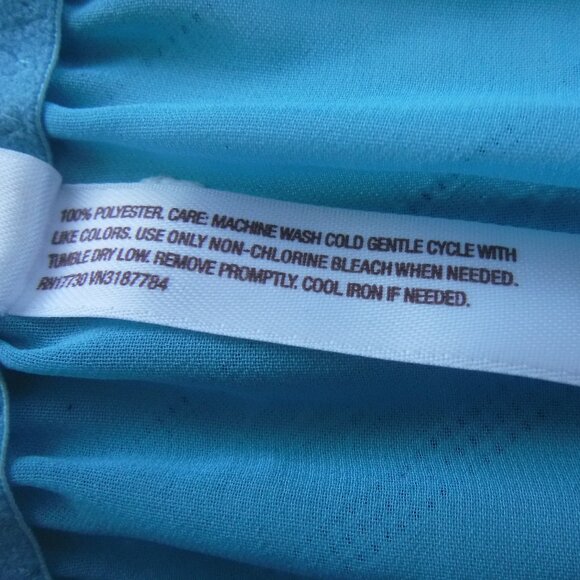 100% POLYESTER. CARE: MACHINE WASH COLD GENTLE CYCLE WITH
LIKE COLORS. USE ONLY NON-CHLORINE BLEACH WHEN NEEDED.
TUMBLE DRY LOW. REMOVE PROMPTLY. COOL IRON IF NEEDED.
RN17730 VN3187784